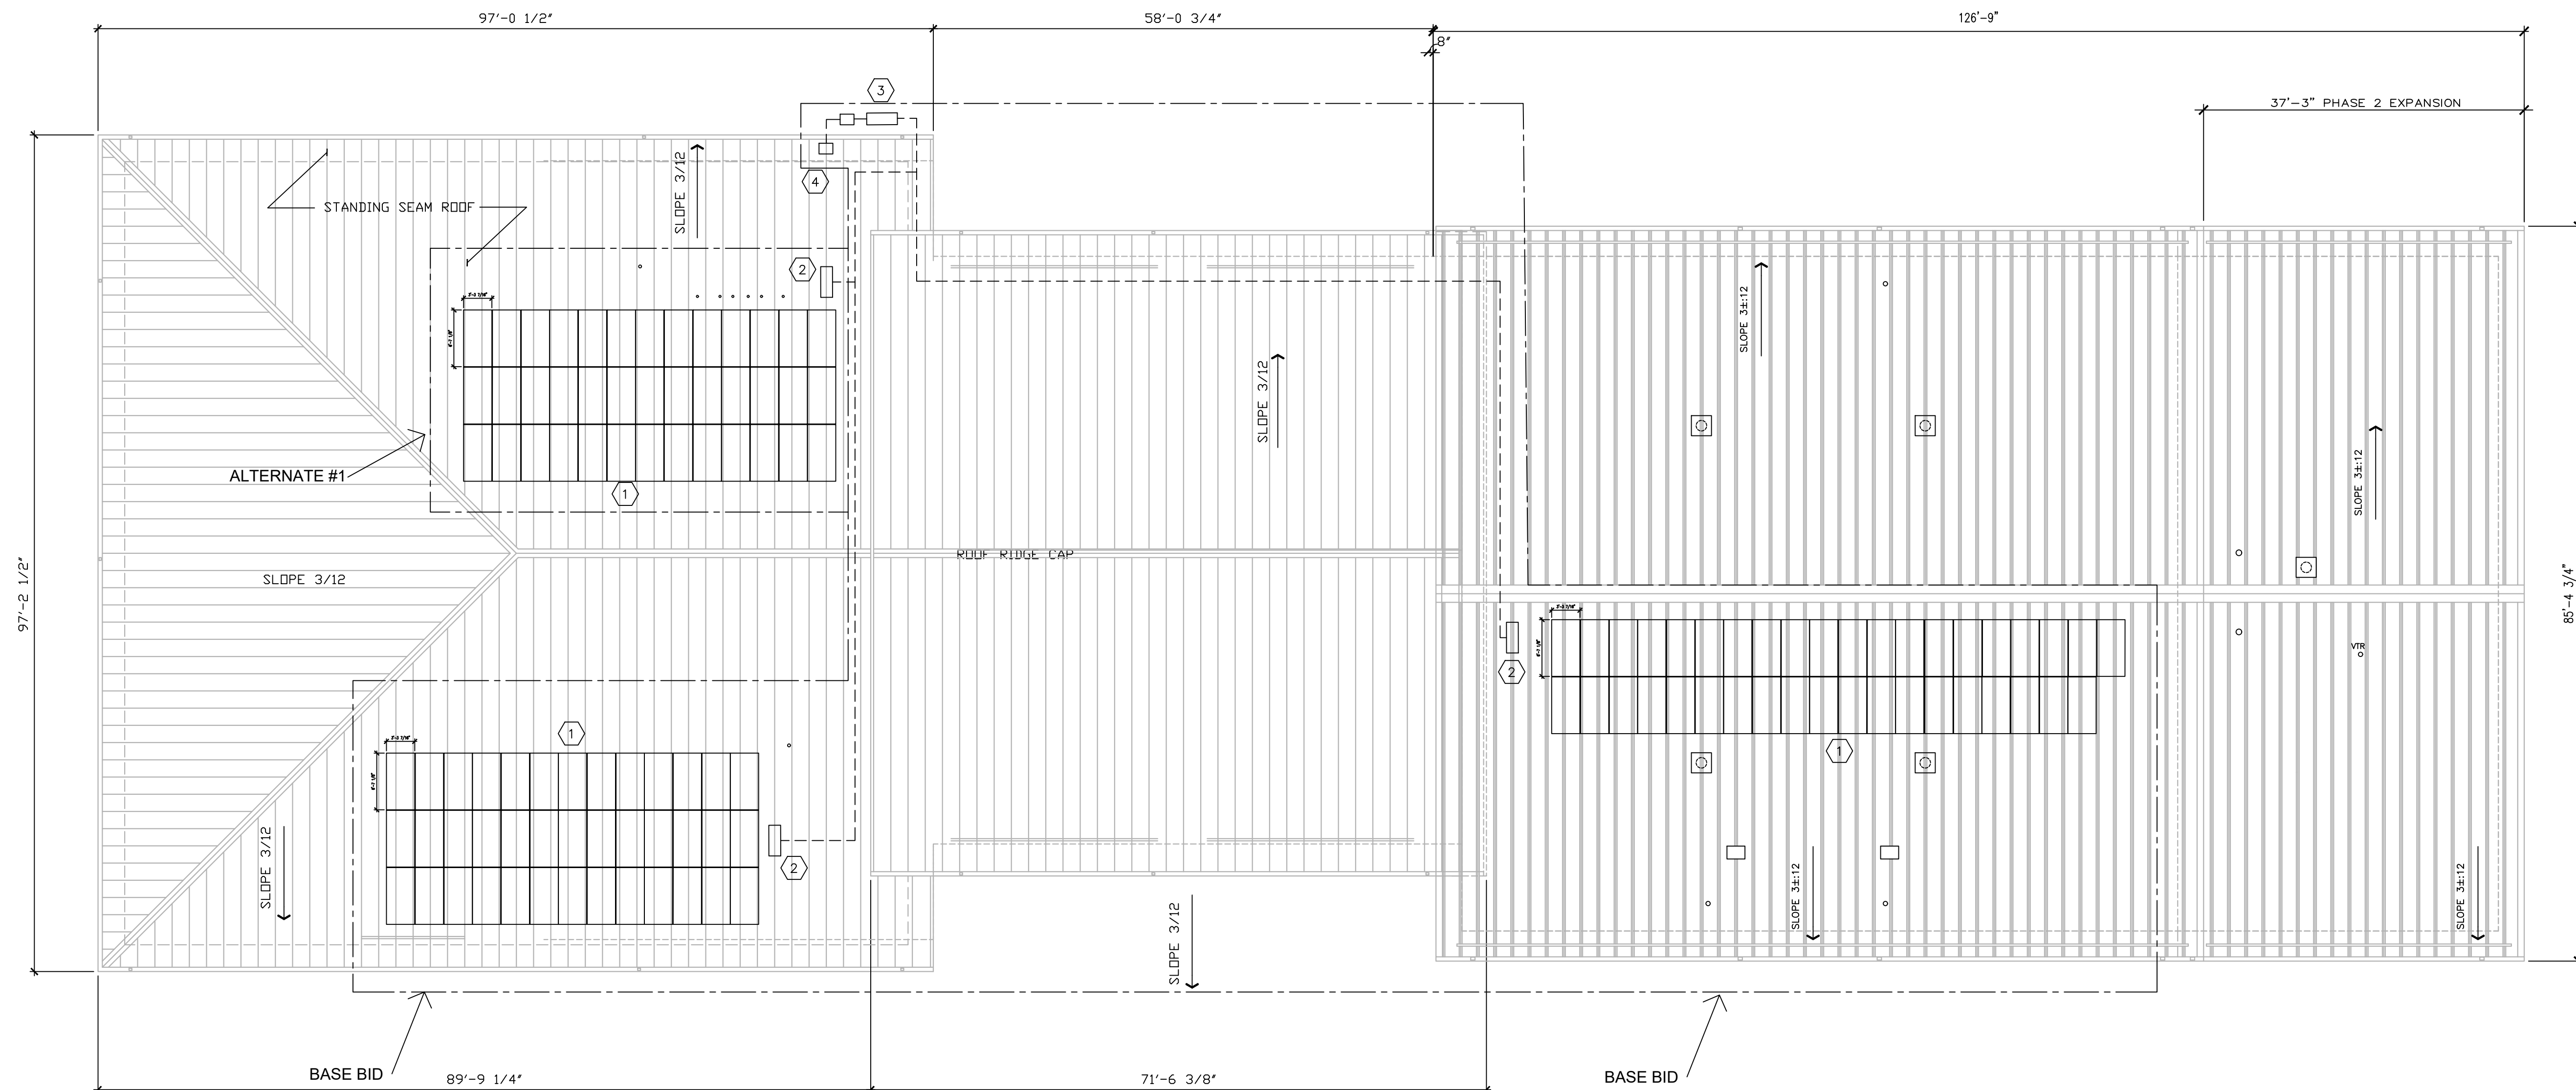 97'-0 1/2"
58'-0 3/4"
126'-9"
8"
3
37'-3" PHASE 2 EXPANSION
SLOPE 3/12
4
STANDING SEAM ROOF
2
SLOPE 3±:12
SLOPE 3/12
ALTERNATE #1
1
SLOPE 3±:12
ROOF RIDGE CAP
SLOPE 3/12
97'-2 1/2"
85'-4 3/4"
2
VTR
1
1
SLOPE 3/12
2
SLOPE 3±:12
SLOPE 3±:12
SLOPE 3/12
BASE BID
BASE BID
89'-9 1/4"
71'-6 3/8"